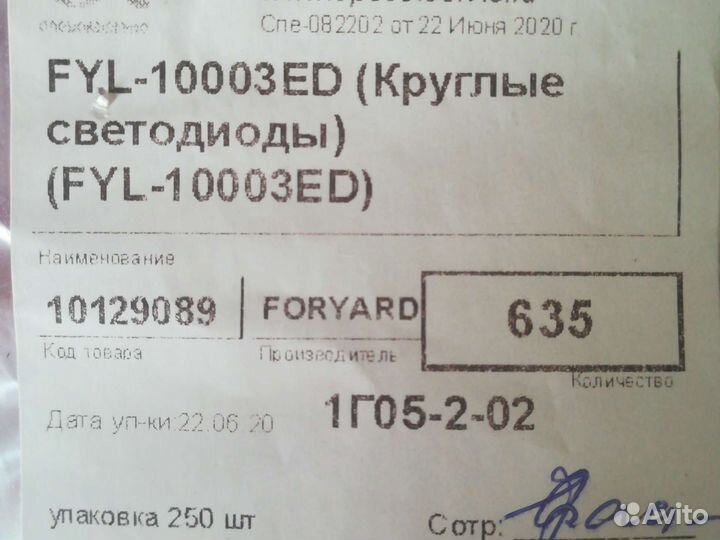 Спе-082202 от 22 Июня 2020 г.
FYL-10003ED (Круглые
светодиоды)
(FYL-10003ED)
Наименование
10129089 FORYARD 635
Код товара Производитель Количество
Дата уп-ки:22.06.20 1Г05-2-02
упаковка 250 шт Сотр:
Avito